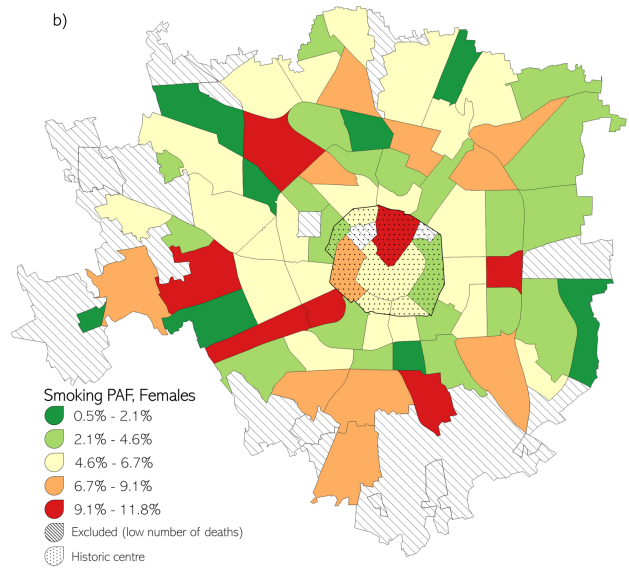 b)
Smoking PAF, Females
0.5% - 2.1%
2.1% - 4.6%
4.6% - 6.7%
6.7% - 9.1%
9.1% - 11.8%
Excluded (low number of deaths)
Historic centre